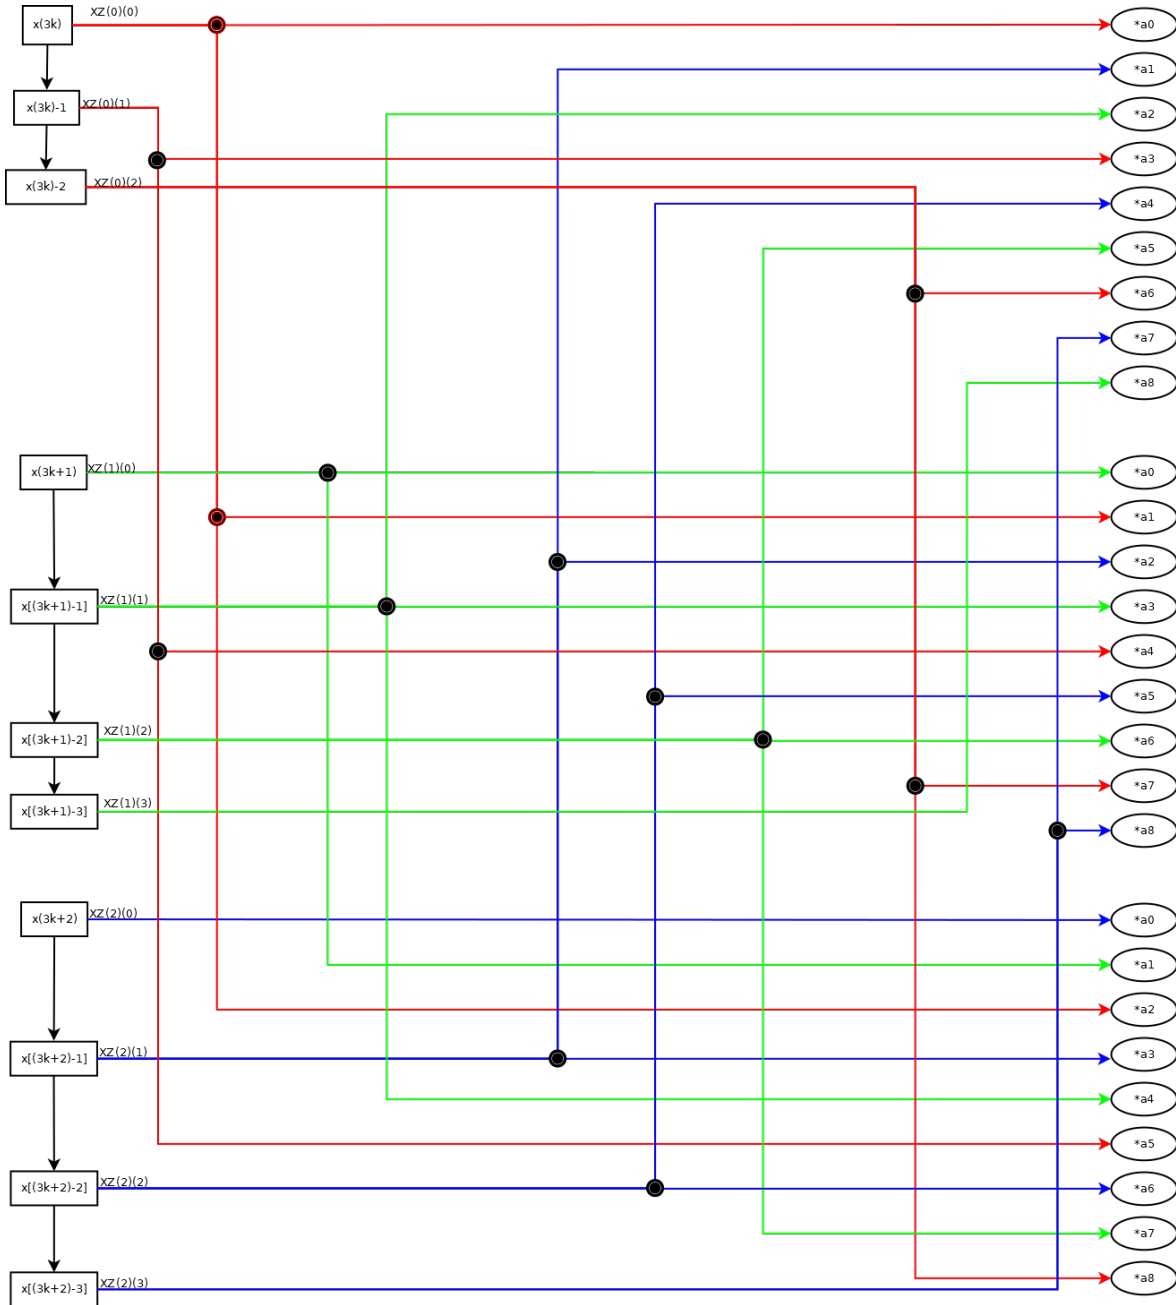 x(3k)
XZ(0)(0)
*a0
*a1
x(3k)-1
XZ(0)(1)
*a2
*a3
x(3k)-2
XZ(0)(2)
*a4
*a5
*a6
*a7
*a8
x(3k+1)
XZ(1)(0)
*a0
*a1
*a2
x[(3k+1)-1]
XZ(1)(1)
*a3
*a4
*a5
x[(3k+1)-2]
XZ(1)(2)
*a6
*a7
x[(3k+1)-3]
XZ(1)(3)
*a8
x(3k+2)
XZ(2)(0)
*a0
*a1
*a2
x[(3k+2)-1]
XZ(2)(1)
*a3
*a4
*a5
x[(3k+2)-2]
XZ(2)(2)
*a6
*a7
*a8
x[(3k+2)-3]
XZ(2)(3)